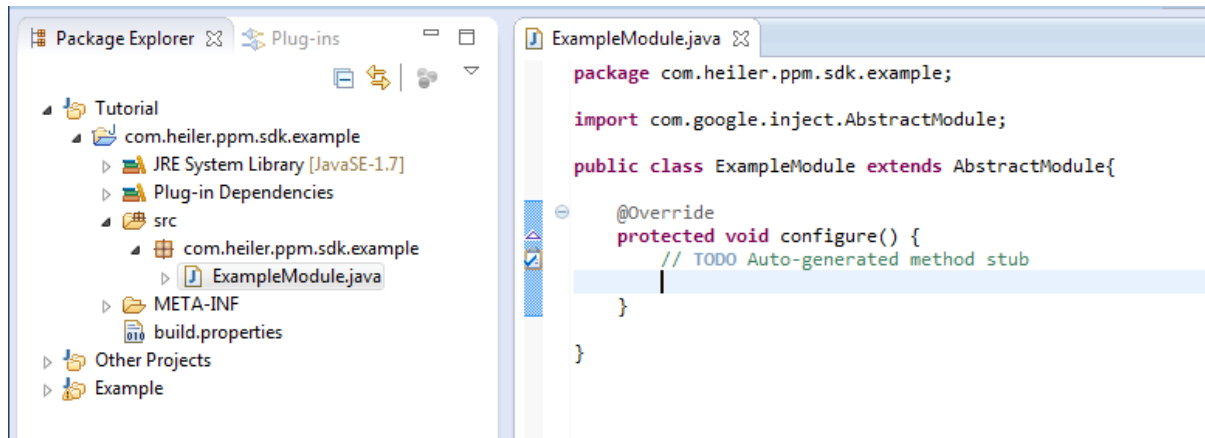 Package Explorer
Plug-ins
Tutorial
com.heiler.ppm.sdk.example
JRE System Library [JavaSE-1.7]
Plug-in Dependencies
src
com.heiler.ppm.sdk.example
ExampleModule.java
META-INF
build.properties
Other Projects
Example
ExampleModule.java
package com.heiler.ppm.sdk.example;
import com.google.inject.AbstractModule;
public class ExampleModule extends AbstractModule{
@Override
protected void configure() {
// TODO Auto-generated method stub
}
}